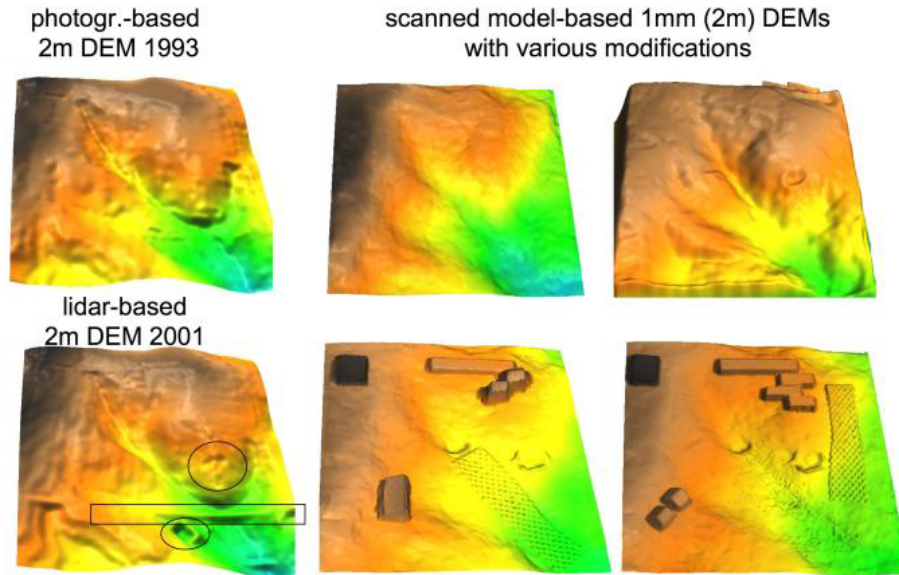 photogr.-based
2m DEM 1993
scanned model-based 1mm (2m) DEMs
with various modifications
lidar-based
2m DEM 2001